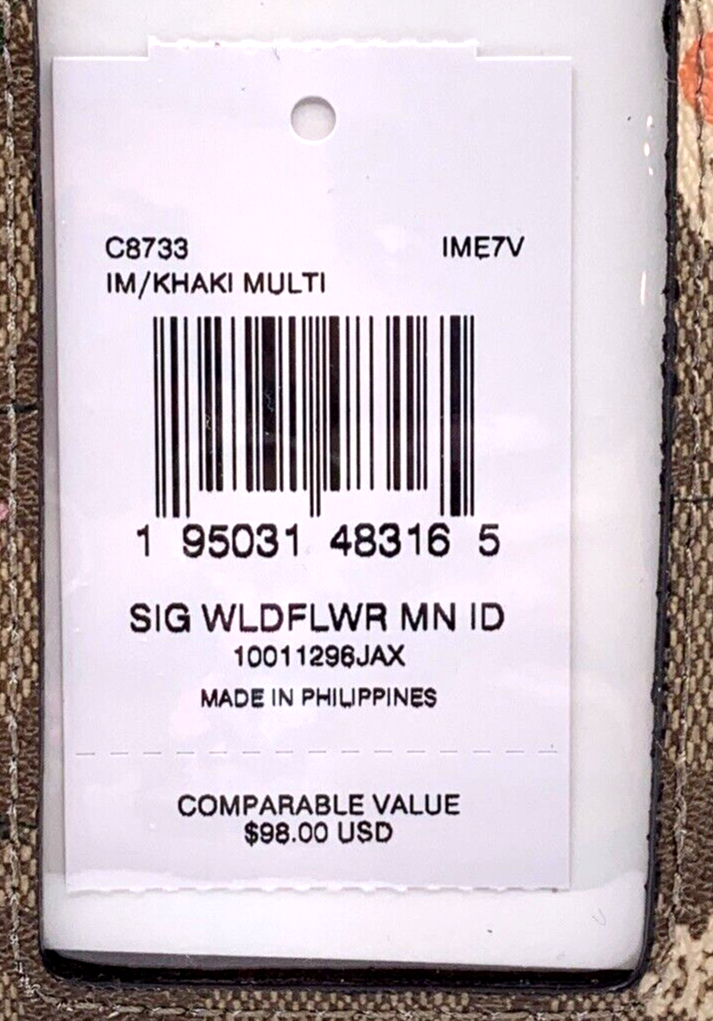 C8733 IME7V
IM/KHAKI MULTI
1 95031 48316 5
SIG WLDFLWR MN ID
10011296JAX
MADE IN PHILIPPINES
COMPARABLE VALUE
$98.00 USD